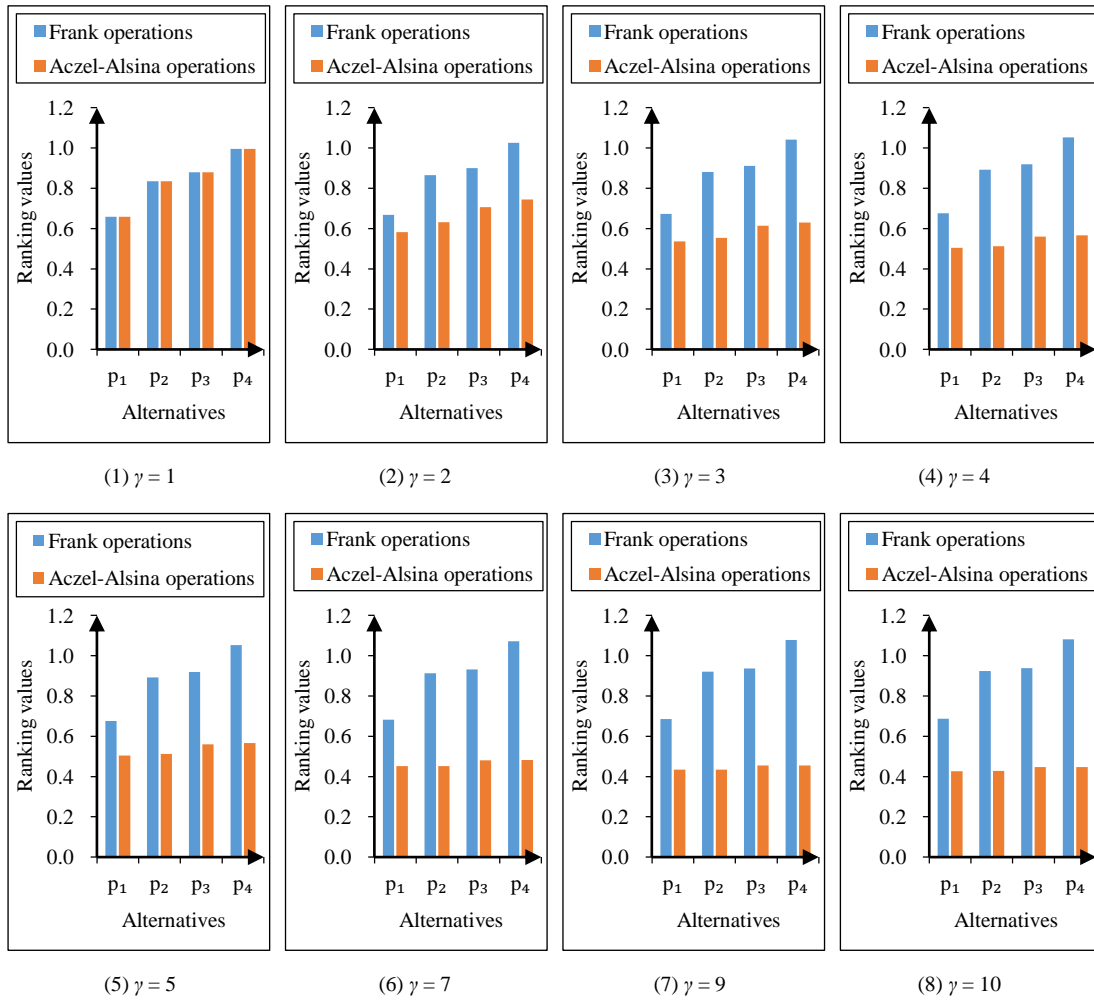 Frank operations
Aczel-Alsina operations
Ranking values
1.2
1.0
0.8
0.6
0.4
0.2
0.0
p₁ p₂ p₃ p₄
Alternatives
(1) γ = 1
Frank operations
Aczel-Alsina operations
Ranking values
1.2
1.0
0.8
0.6
0.4
0.2
0.0
p₁ p₂ p₃ p₄
Alternatives
(2) γ = 2
Frank operations
Aczel-Alsina operations
Ranking values
1.2
1.0
0.8
0.6
0.4
0.2
0.0
p₁ p₂ p₃ p₄
Alternatives
(3) γ = 3
Frank operations
Aczel-Alsina operations
Ranking values
1.2
1.0
0.8
0.6
0.4
0.2
0.0
p₁ p₂ p₃ p₄
Alternatives
(4) γ = 4
Frank operations
Aczel-Alsina operations
Ranking values
1.2
1.0
0.8
0.6
0.4
0.2
0.0
p₁ p₂ p₃ p₄
Alternatives
(5) γ = 5
Frank operations
Aczel-Alsina operations
Ranking values
1.2
1.0
0.8
0.6
0.4
0.2
0.0
p₁ p₂ p₃ p₄
Alternatives
(6) γ = 7
Frank operations
Aczel-Alsina operations
Ranking values
1.2
1.0
0.8
0.6
0.4
0.2
0.0
p₁ p₂ p₃ p₄
Alternatives
(7) γ = 9
Frank operations
Aczel-Alsina operations
Ranking values
1.2
1.0
0.8
0.6
0.4
0.2
0.0
p₁ p₂ p₃ p₄
Alternatives
(8) γ = 10